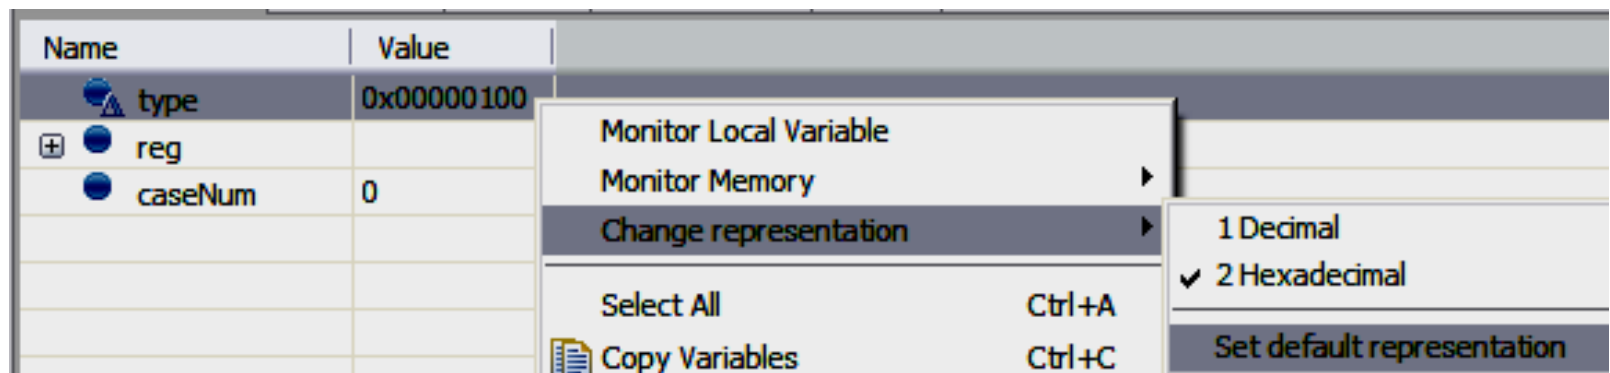 Name Value
type 0x00000100
Monitor Local Variable
reg
Monitor Memory
caseNum 0
Change representation
1 Decimal
2 Hexadecimal
Select All Ctrl+A
Set default representation
Copy Variables Ctrl+C